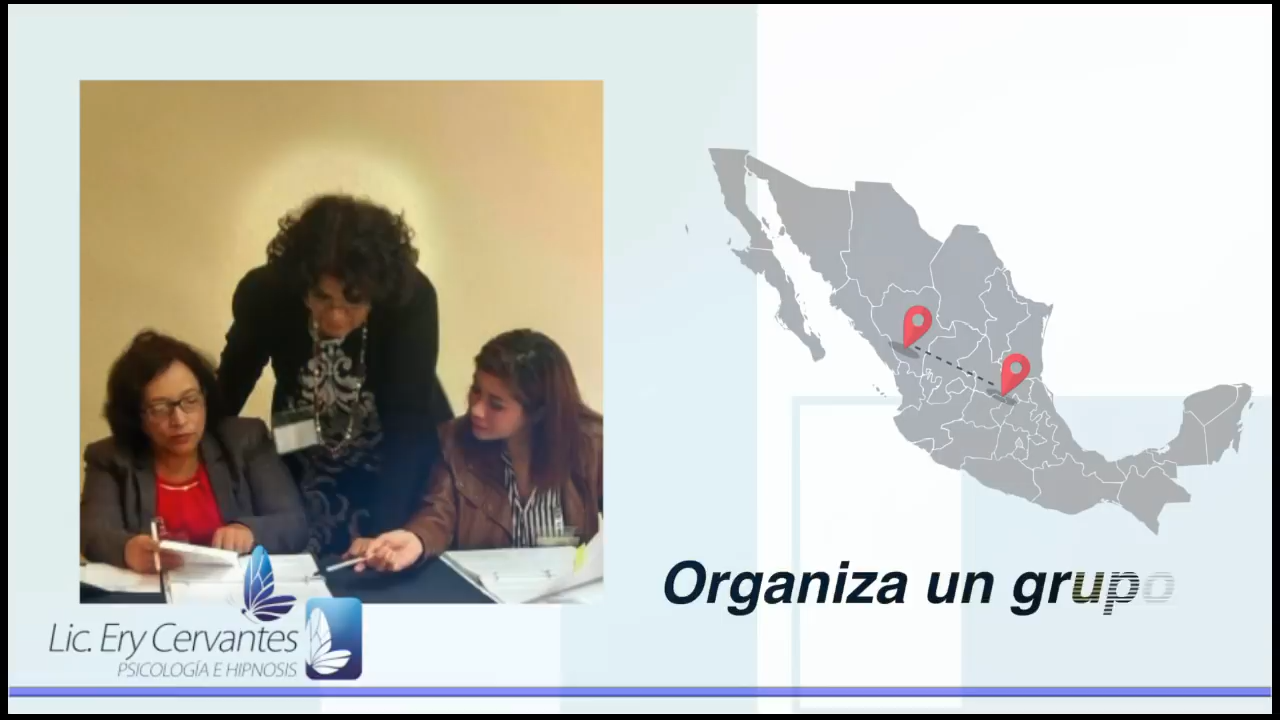 Organiza un grupo
Lic. Ery Cervantes
PSICOLOGÍA E HIPNOSIS